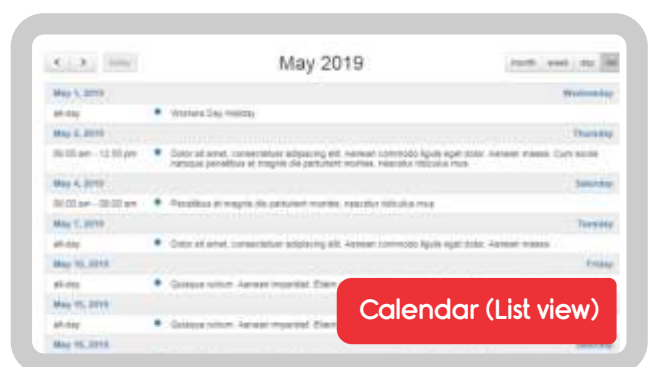 today
May 2019
month week day list
May 1, 2019 Wednesday
all-day Workers Day Holiday
May 2, 2019 Thursday
12:00 pm Dolor sit amet, consectetuer adipiscing elit. Aenean commodo ligula eget dolor. Aenean massa. Cum sociis
natoque penatibus et magnis dis parturient montes, nascetur ridiculus mus.
May 4, 2019 Saturday
Penatibus et magnis dis parturient montes, nascetur ridiculus mus
May 7, 2019 Tuesday
all-day Dolor sit amet, consectetuer adipiscing elit. Aenean commodo ligula eget dolor. Aenean massa.
May 10, 2019 Friday
all-day Quisque rutrum. Aenean imperdiet. Etiam
May 15, 2019
all-day Quisque rutrum. Aenean imperdiet. Etiam
Calendar (List view)